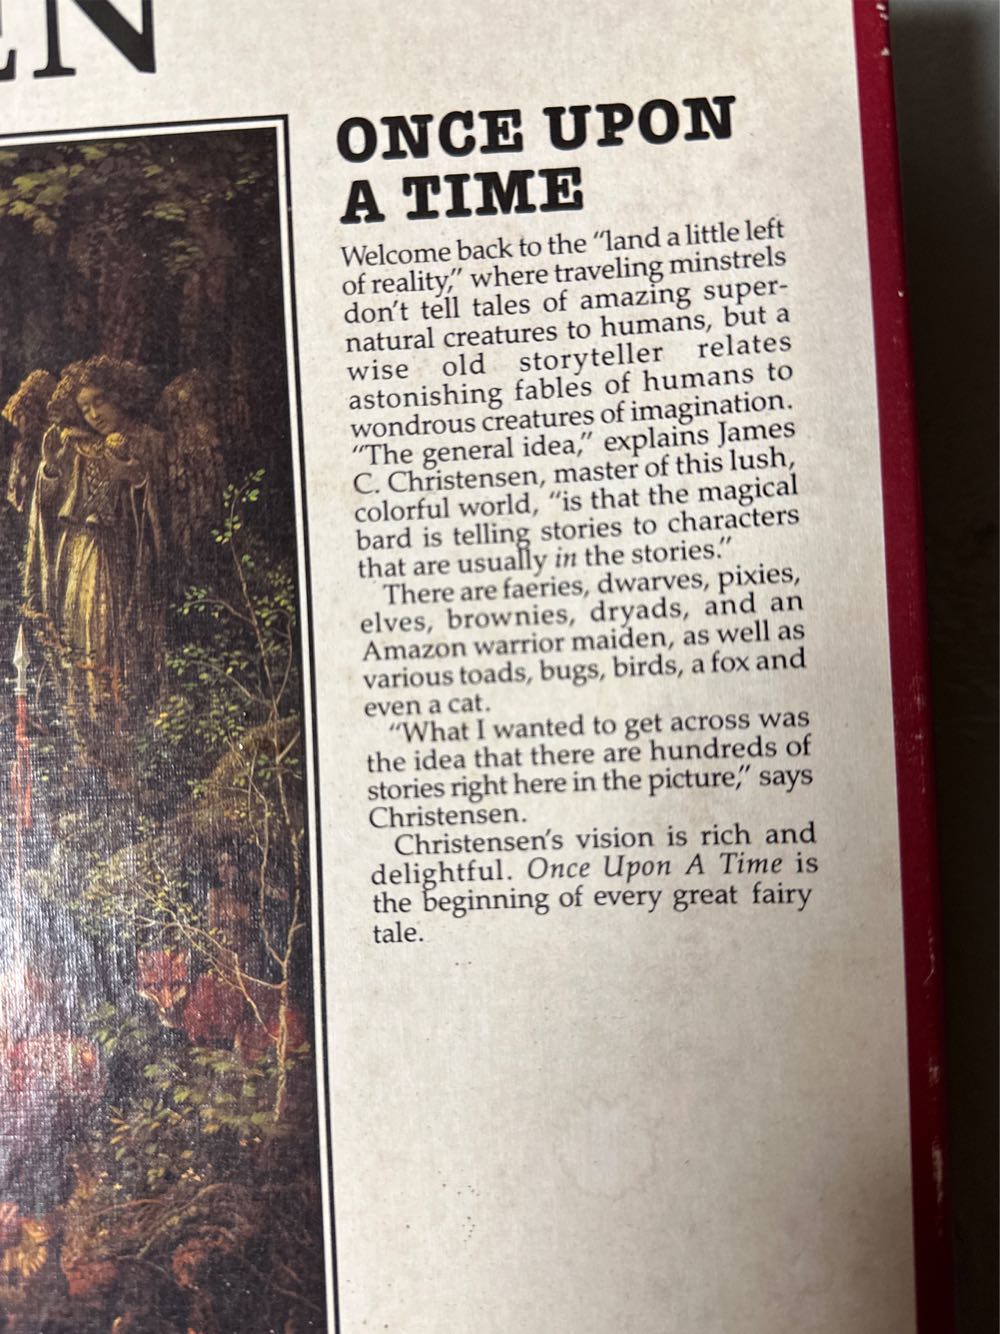 EN
ONCE UPON
A TIME
Welcome back to the “land a little left
of reality,” where traveling minstrels
don’t tell tales of amazing super-
natural creatures to humans, but a
wise old storyteller relates
astonishing fables of humans to
wondrous creatures of imagination.
“The general idea,” explains James
C. Christensen, master of this lush,
colorful world, “is that the magical
bard is telling stories to characters
that are usually in the stories.”
There are faeries, dwarves, pixies,
elves, brownies, dryads, and an
Amazon warrior maiden, as well as
various toads, bugs, birds, a fox and
even a cat.
“What I wanted to get across was
the idea that there are hundreds of
stories right here in the picture,” says
Christensen.
Christensen’s vision is rich and
delightful. Once Upon A Time is
the beginning of every great fairy
tale.